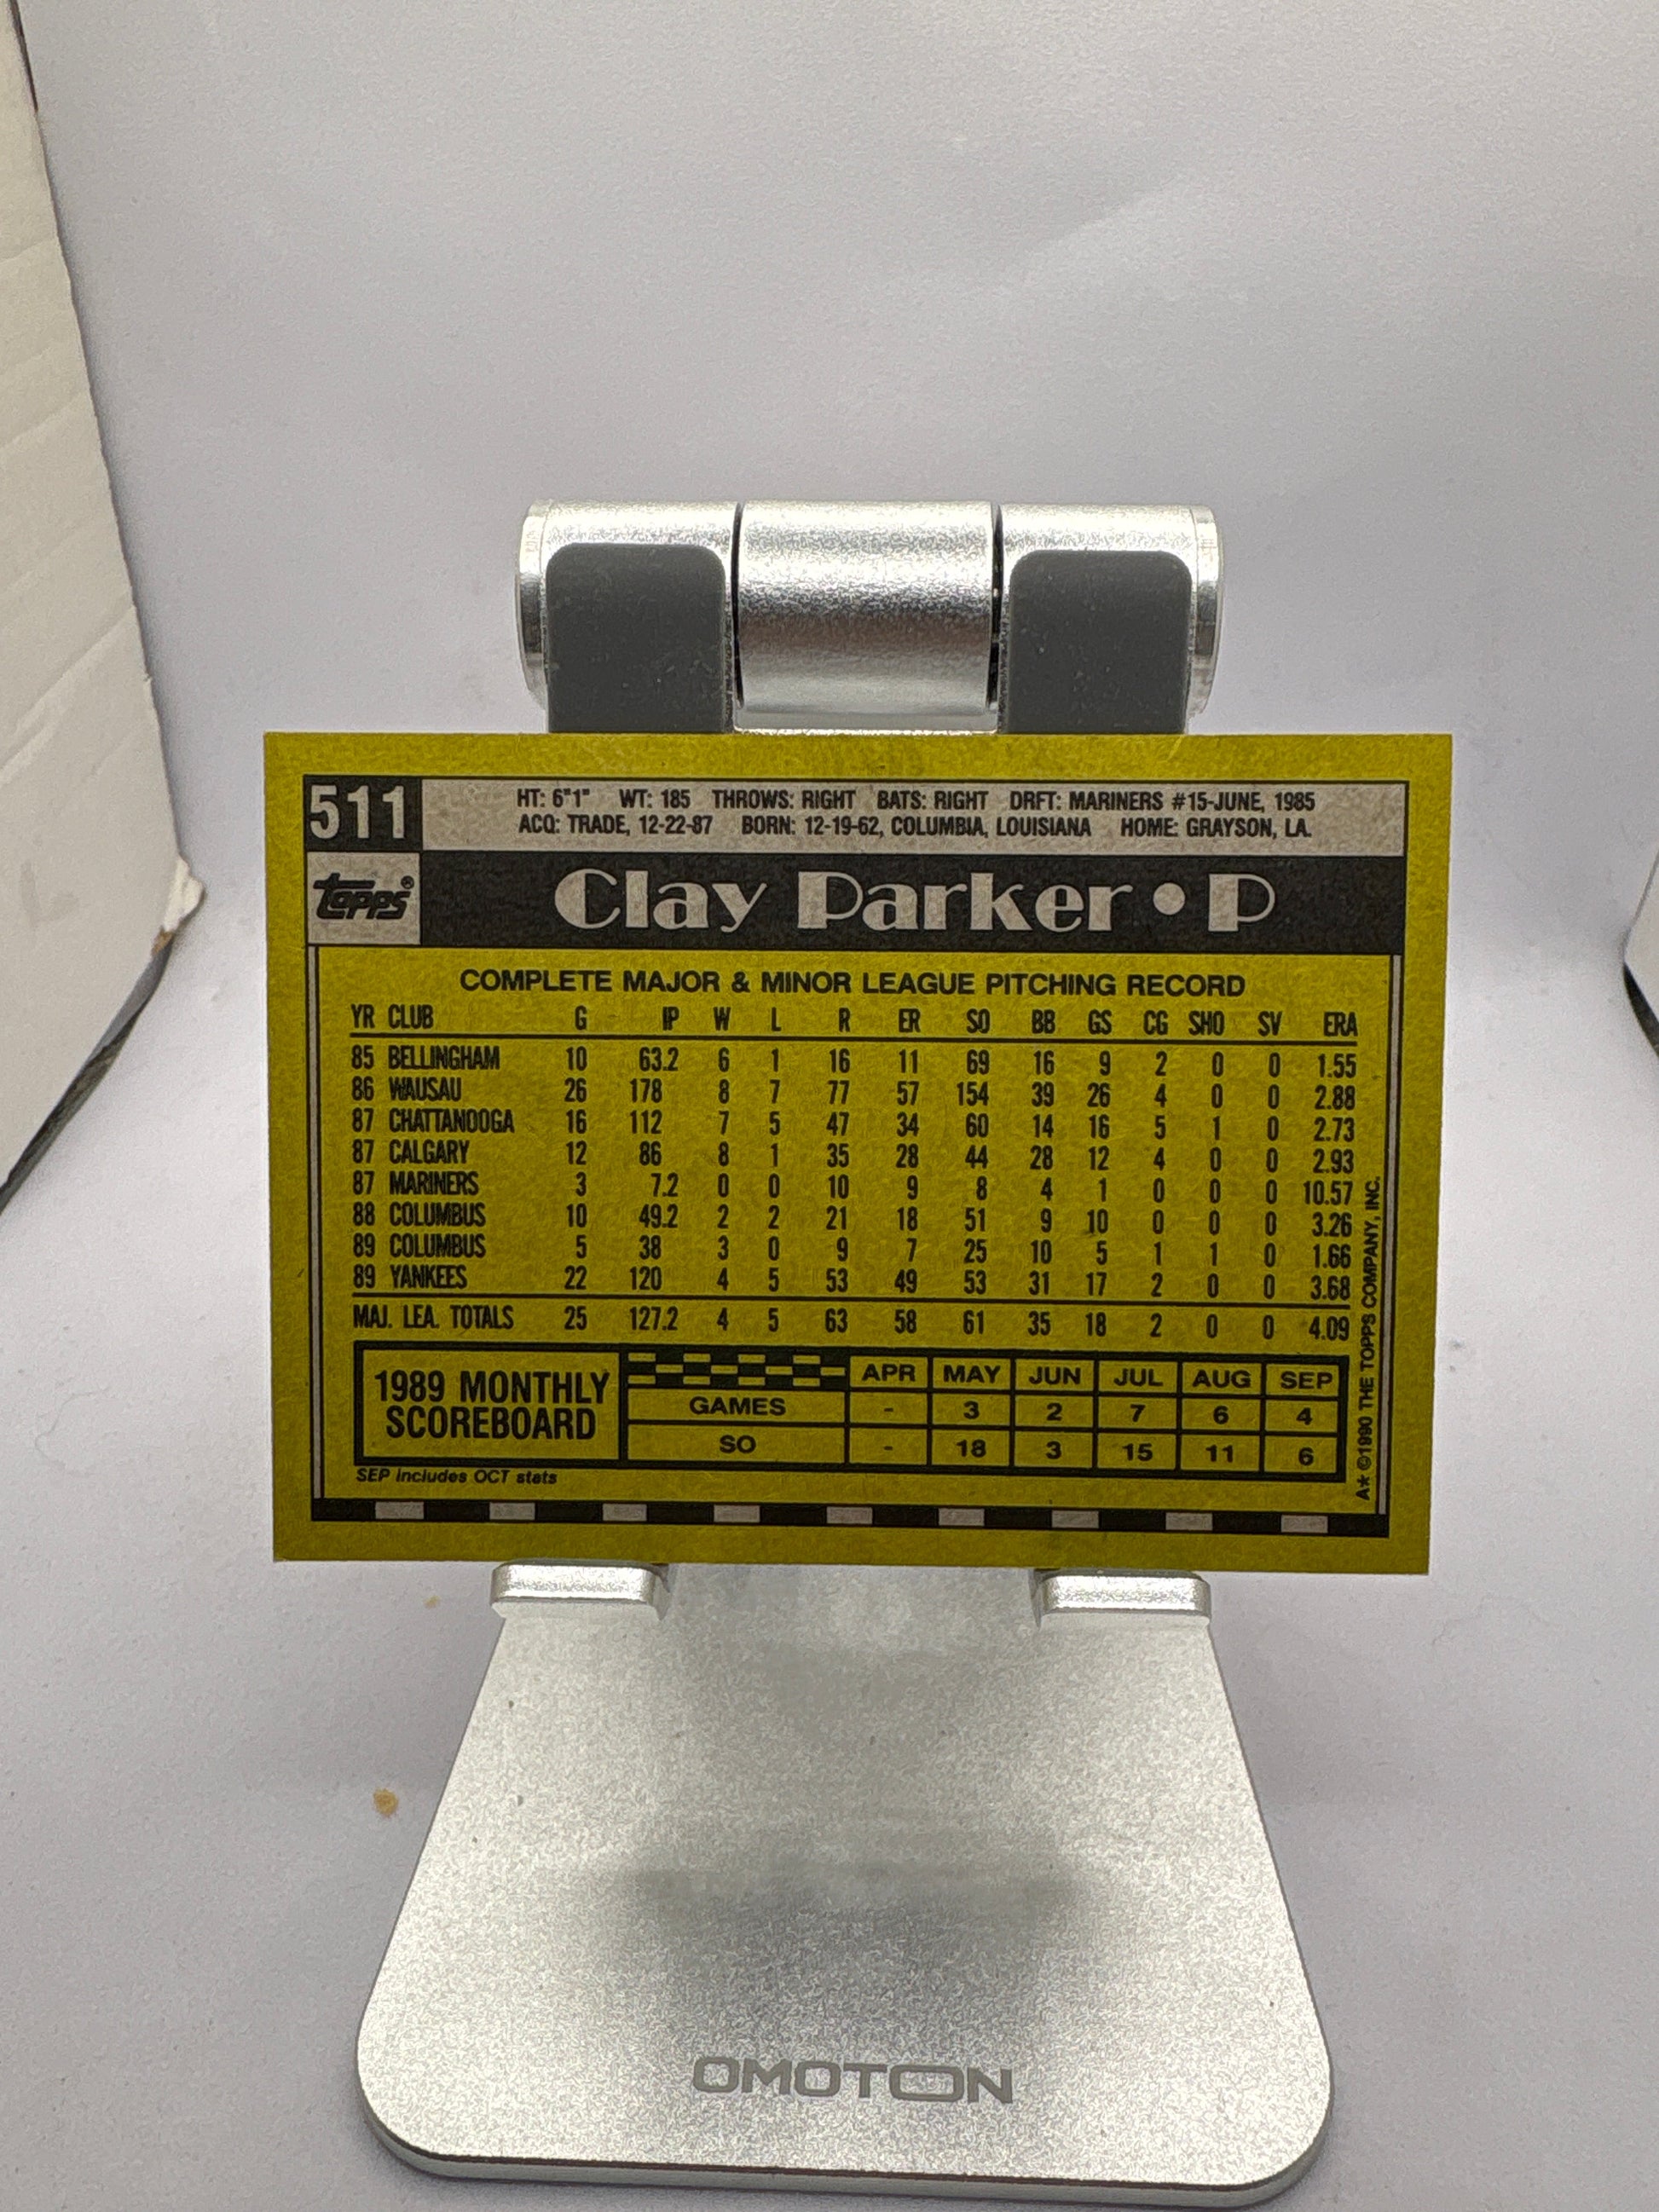 511
HT: 6"1" WT: 185 THROWS: RIGHT BATS: RIGHT DRFT: MARINERS #15-JUNE, 1985
ACQ: TRADE, 12-22-87 BORN: 12-19-62, COLUMBIA, LOUISIANA HOME: GRAYSON, LA.
topps®
Clay Parker • P
COMPLETE MAJOR & MINOR LEAGUE PITCHING RECORD
YR CLUB G IP W L R ER SO BB GS CG SHO SV ERA
85 BELLINGHAM 10 63.2 6 1 16 11 69 16 9 2 0 0 1.55
86 WAUSAU 26 178 8 7 77 57 154 39 26 4 0 0 2.88
87 CHATTANOOGA 16 112 7 5 47 34 60 14 16 5 1 0 2.73
87 CALGARY 12 86 8 1 35 28 44 28 12 4 0 0 2.93
87 MARINERS 3 7.2 0 0 10 9 8 4 1 0 0 0 10.57
88 COLUMBUS 10 49.2 2 2 21 18 51 9 10 0 0 0 3.26
89 COLUMBUS 5 38 3 0 9 7 25 10 5 1 1 0 1.66
89 YANKEES 22 120 4 5 53 49 53 31 17 2 0 0 3.68
MAJ. LEA. TOTALS 25 127.2 4 5 63 58 61 35 18 2 0 0 4.09
1989 MONTHLY
SCOREBOARD
APR MAY JUN JUL AUG SEP
GAMES - 3 2 7 6 4
SO - 18 3 15 11 6
SEP includes OCT stats
A* ©1990 THE TOPPS COMPANY, INC.
OMOTON